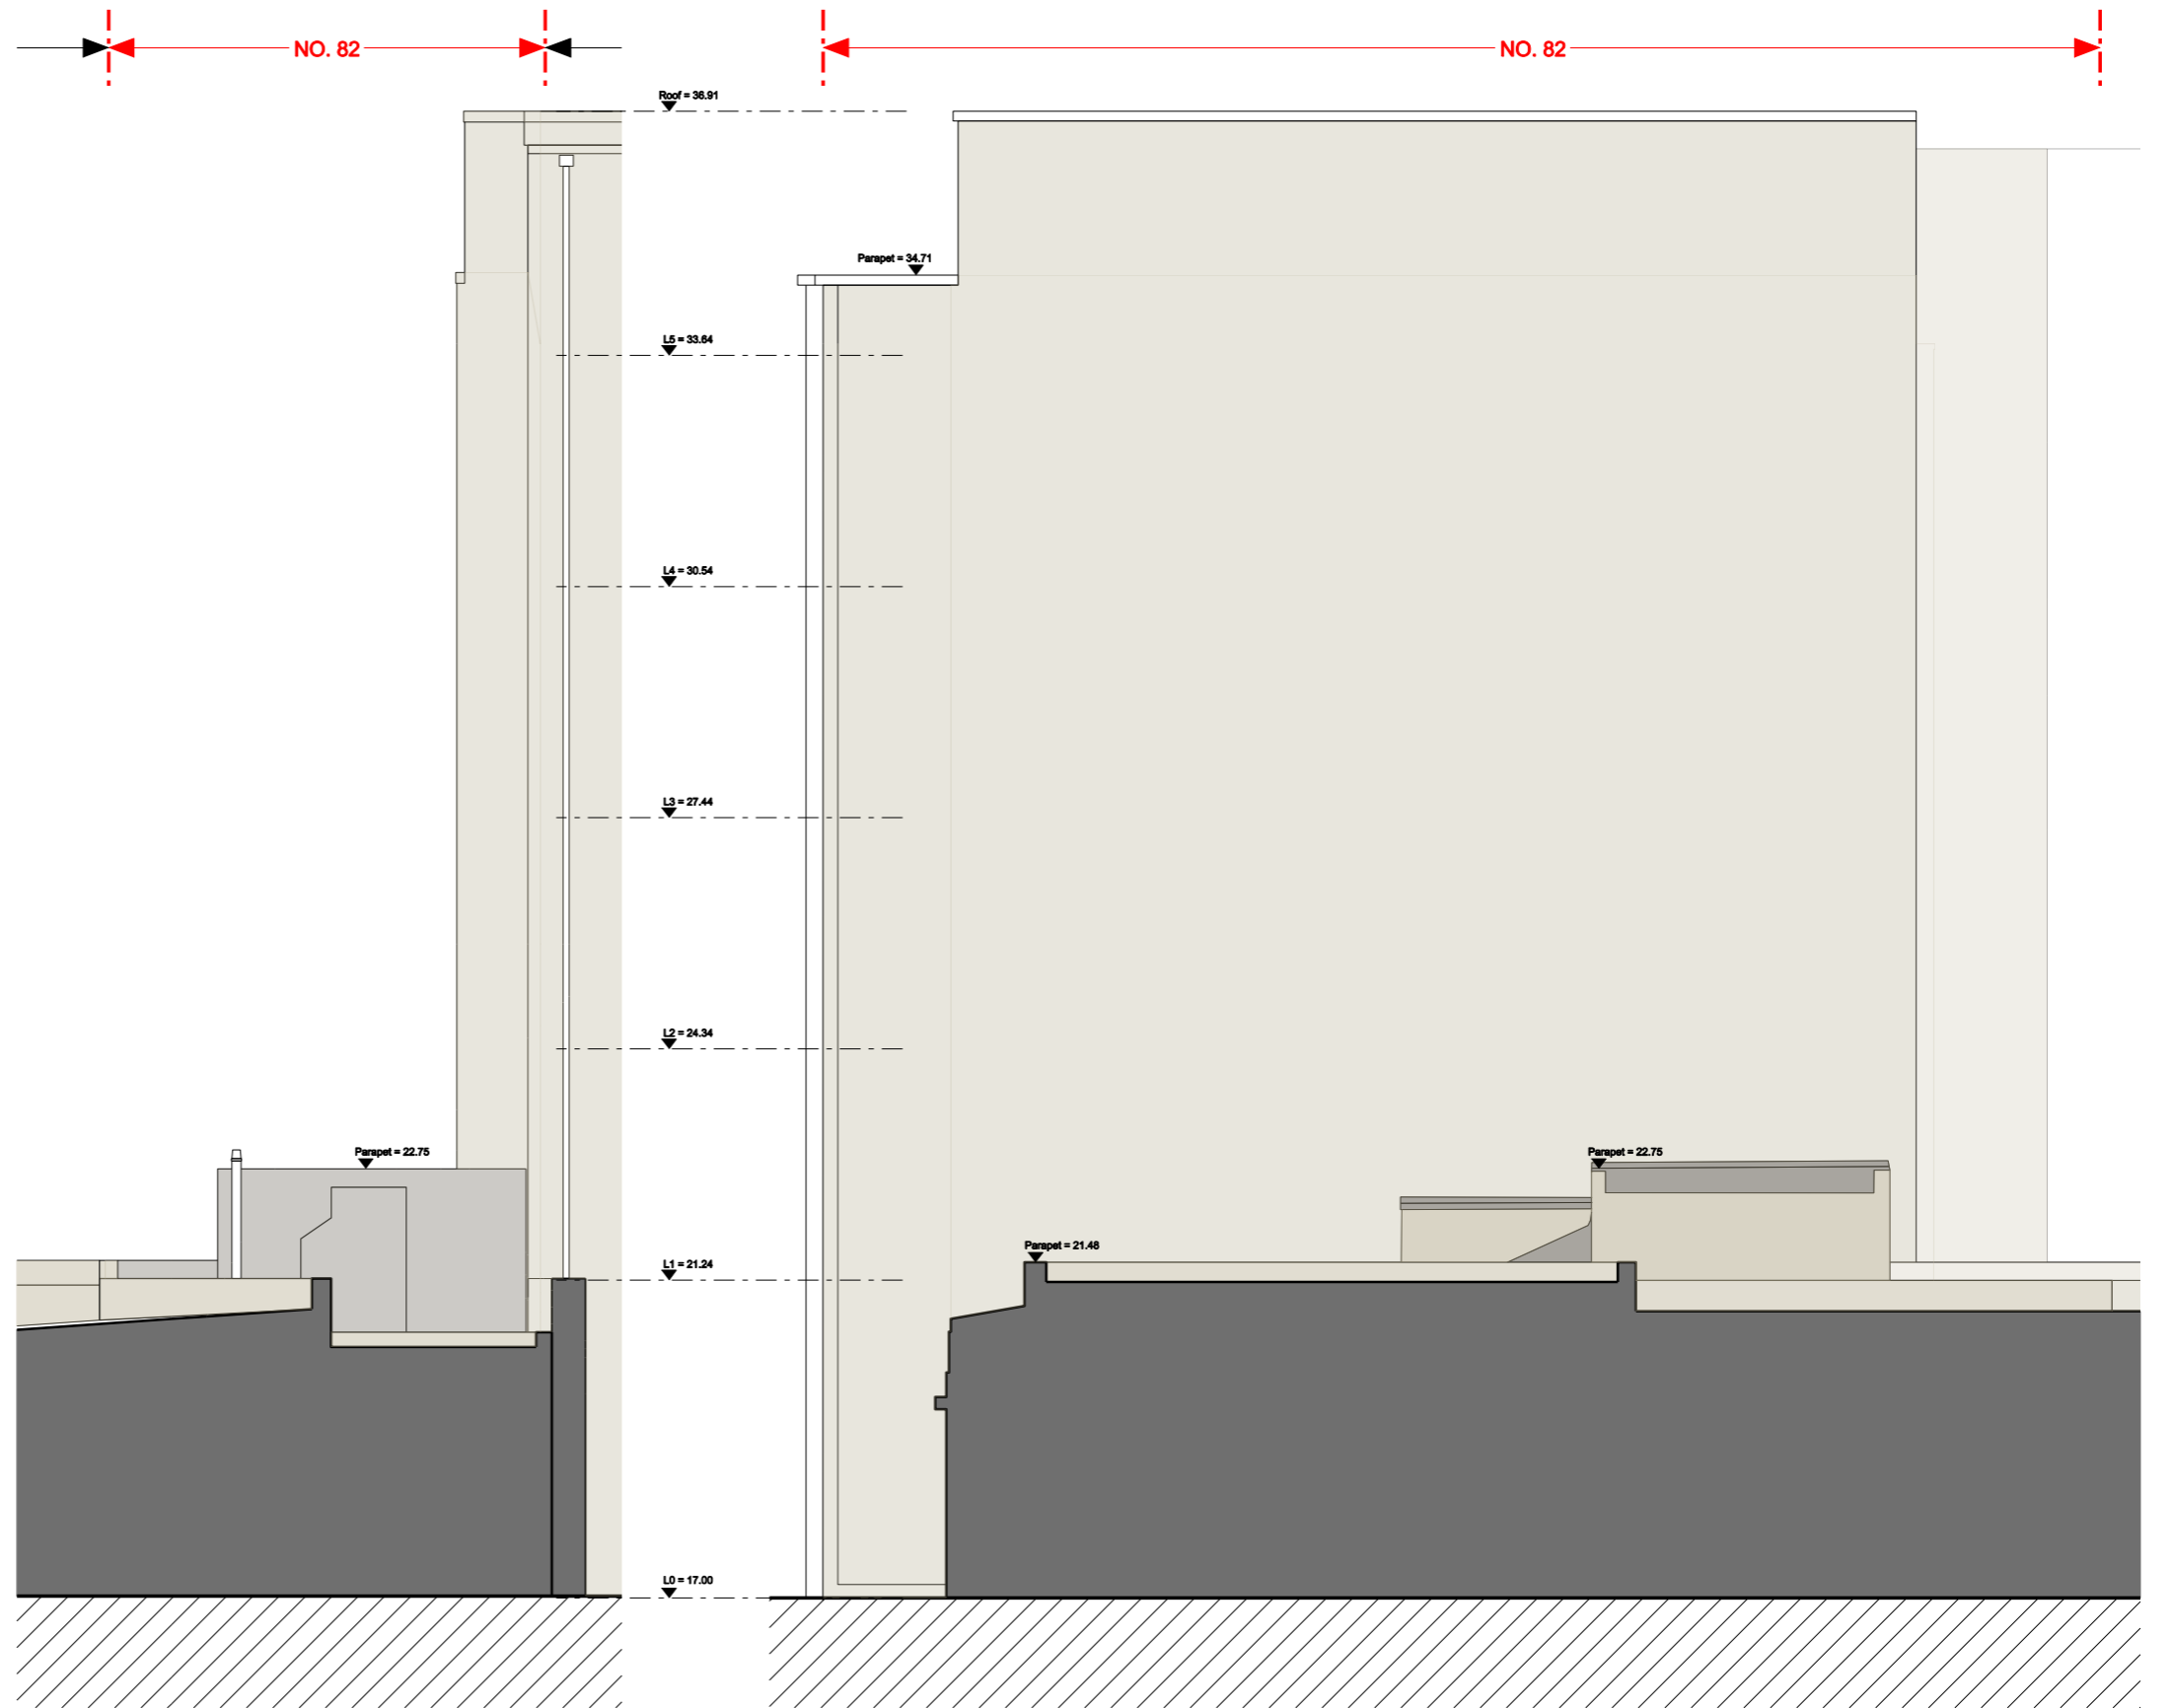 NO. 82
NO. 82
Roof = 36.91
Parapet = 34.71
L5 = 33.64
L4 = 30.54
L3 = 27.44
L2 = 24.34
Parapet = 22.75
Parapet = 22.75
Parapet = 21.48
L1 = 21.24
L0 = 17.00